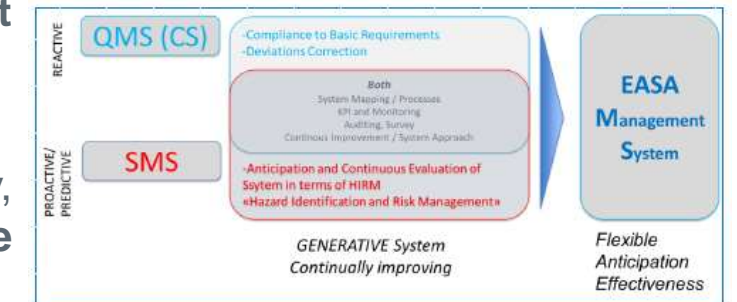 t
y,
e
REACTIVE
QMS (CS)
-Compliance to Basic Requirements
-Deviations Correction
Both
System Mapping / Processes
KPI and Monitoring
Auditing, Survey
Continous Improvement / System Approach
PROACTIVE/
PREDICTIVE
SMS
-Anticipation and Continuous Evaluation of
Ssytem in terms of HIRM
«Hazard Identification and Risk Management»
GENERATIVE System
Continually improving
EASA
Management
System
Flexible
Anticipation
Effectiveness